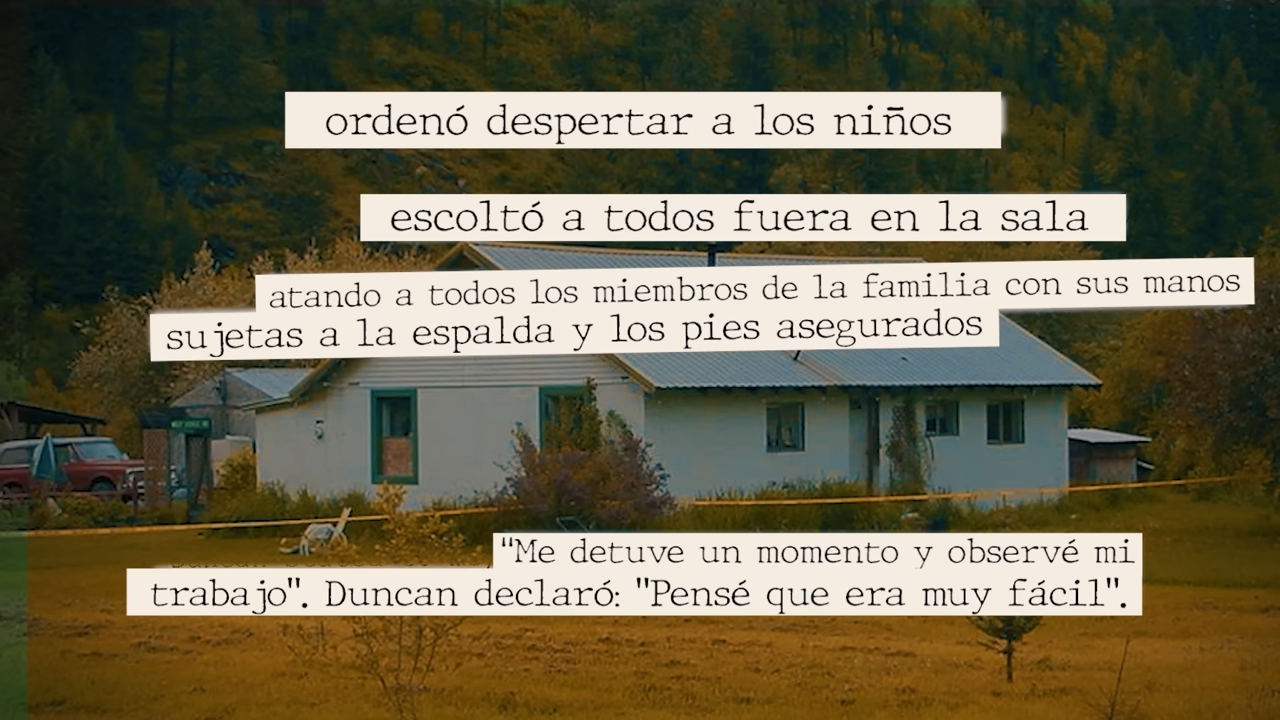 ordenó despertar a los niños
escoltó a todos fuera en la sala
atando a todos los miembros de la familia con sus manos
sujetas a la espalda y los pies asegurados
"Me detuve un momento y observé mi
trabajo". Duncan declaró: "Pensé que era muy fácil".